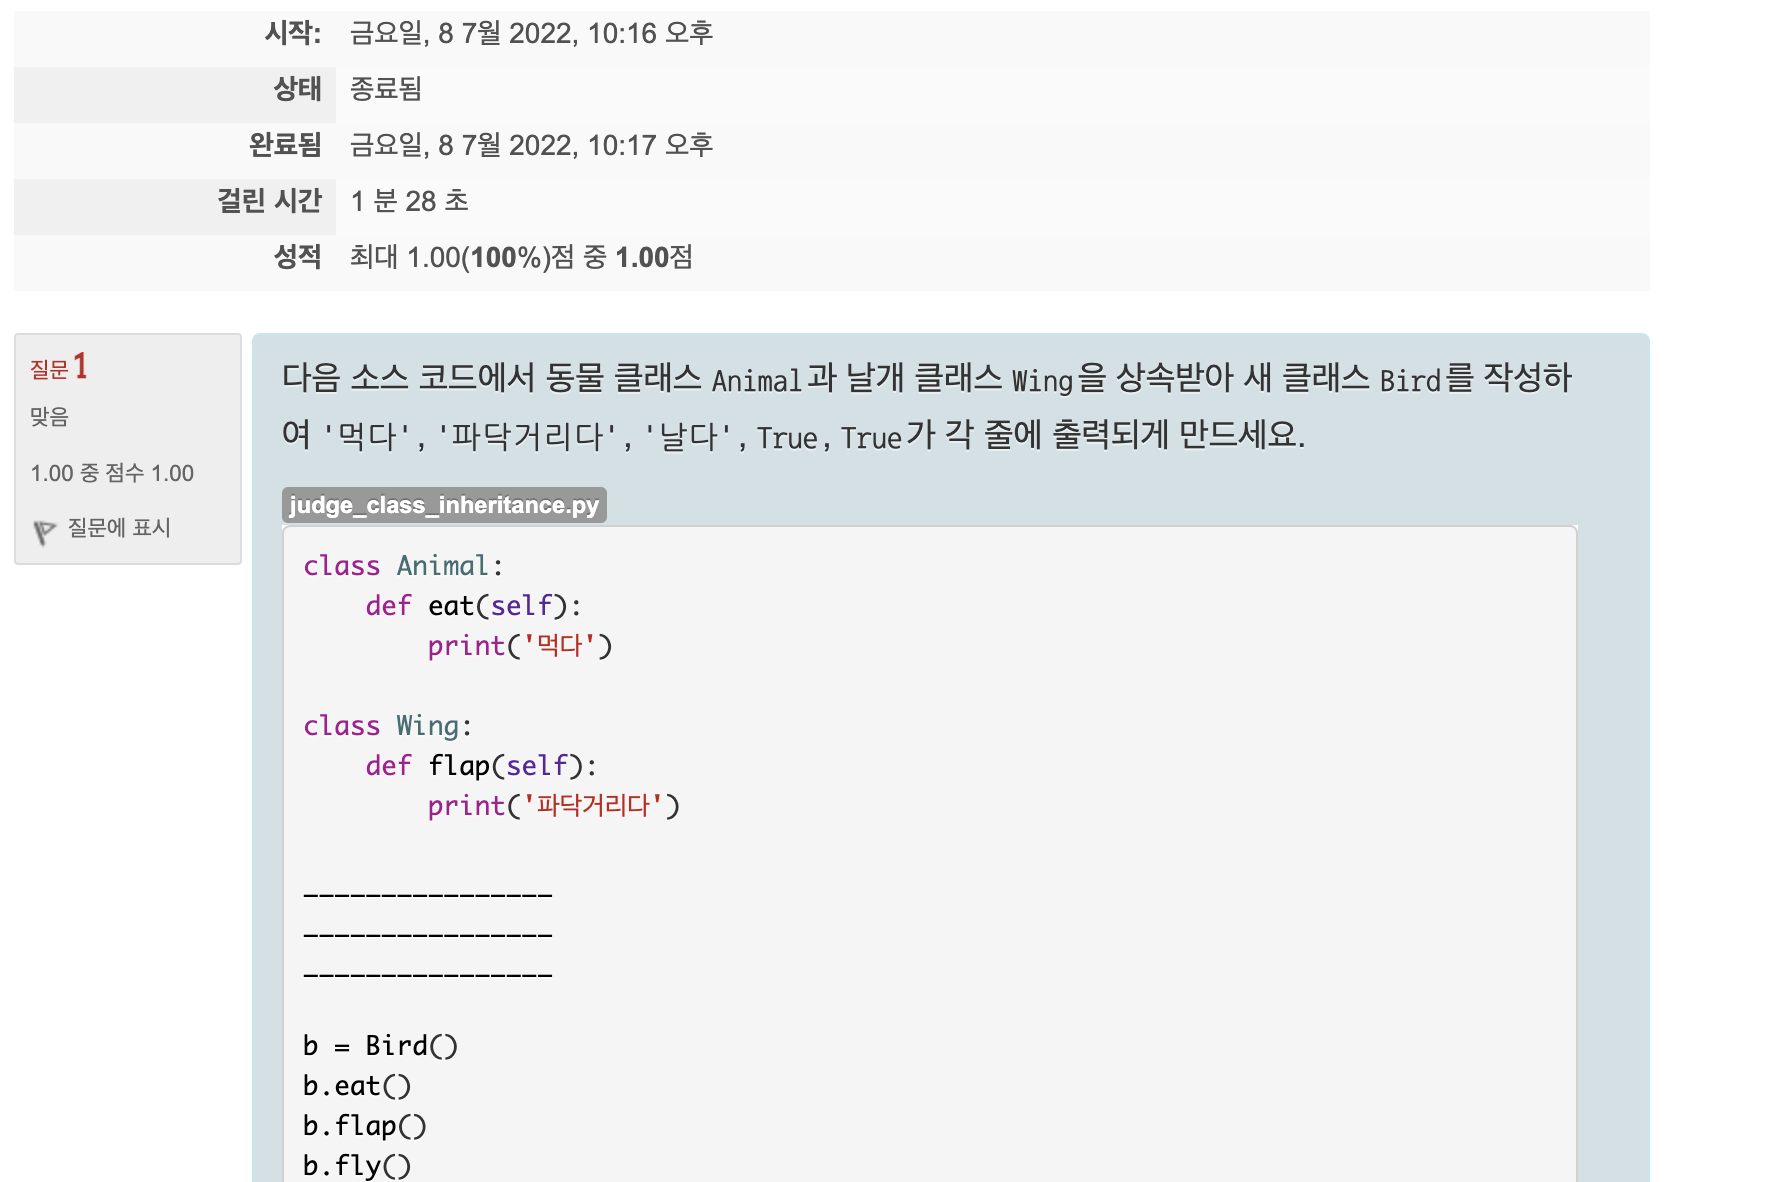 시작: 금요일, 8 7월 2022, 10:16 오후
상태 종료됨
완료됨 금요일, 8 7월 2022, 10:17 오후
걸린 시간 1 분 28 초
성적 최대 1.00(100%)점 중 1.00점
질문 1
맞음
1.00 중 점수 1.00
질문에 표시
다음 소스 코드에서 동물 클래스 Animal과 날개 클래스 Wing을 상속받아 새 클래스 Bird를 작성하
여 '먹다', '파닥거리다', '날다', True, True가 각 줄에 출력되게 만드세요.
judge_class_inheritance.py
class Animal:
    def eat(self):
        print('먹다')
class Wing:
    def flap(self):
        print('파닥거리다')
________________
________________
________________
b = Bird()
b.eat()
b.flap()
b.fly()